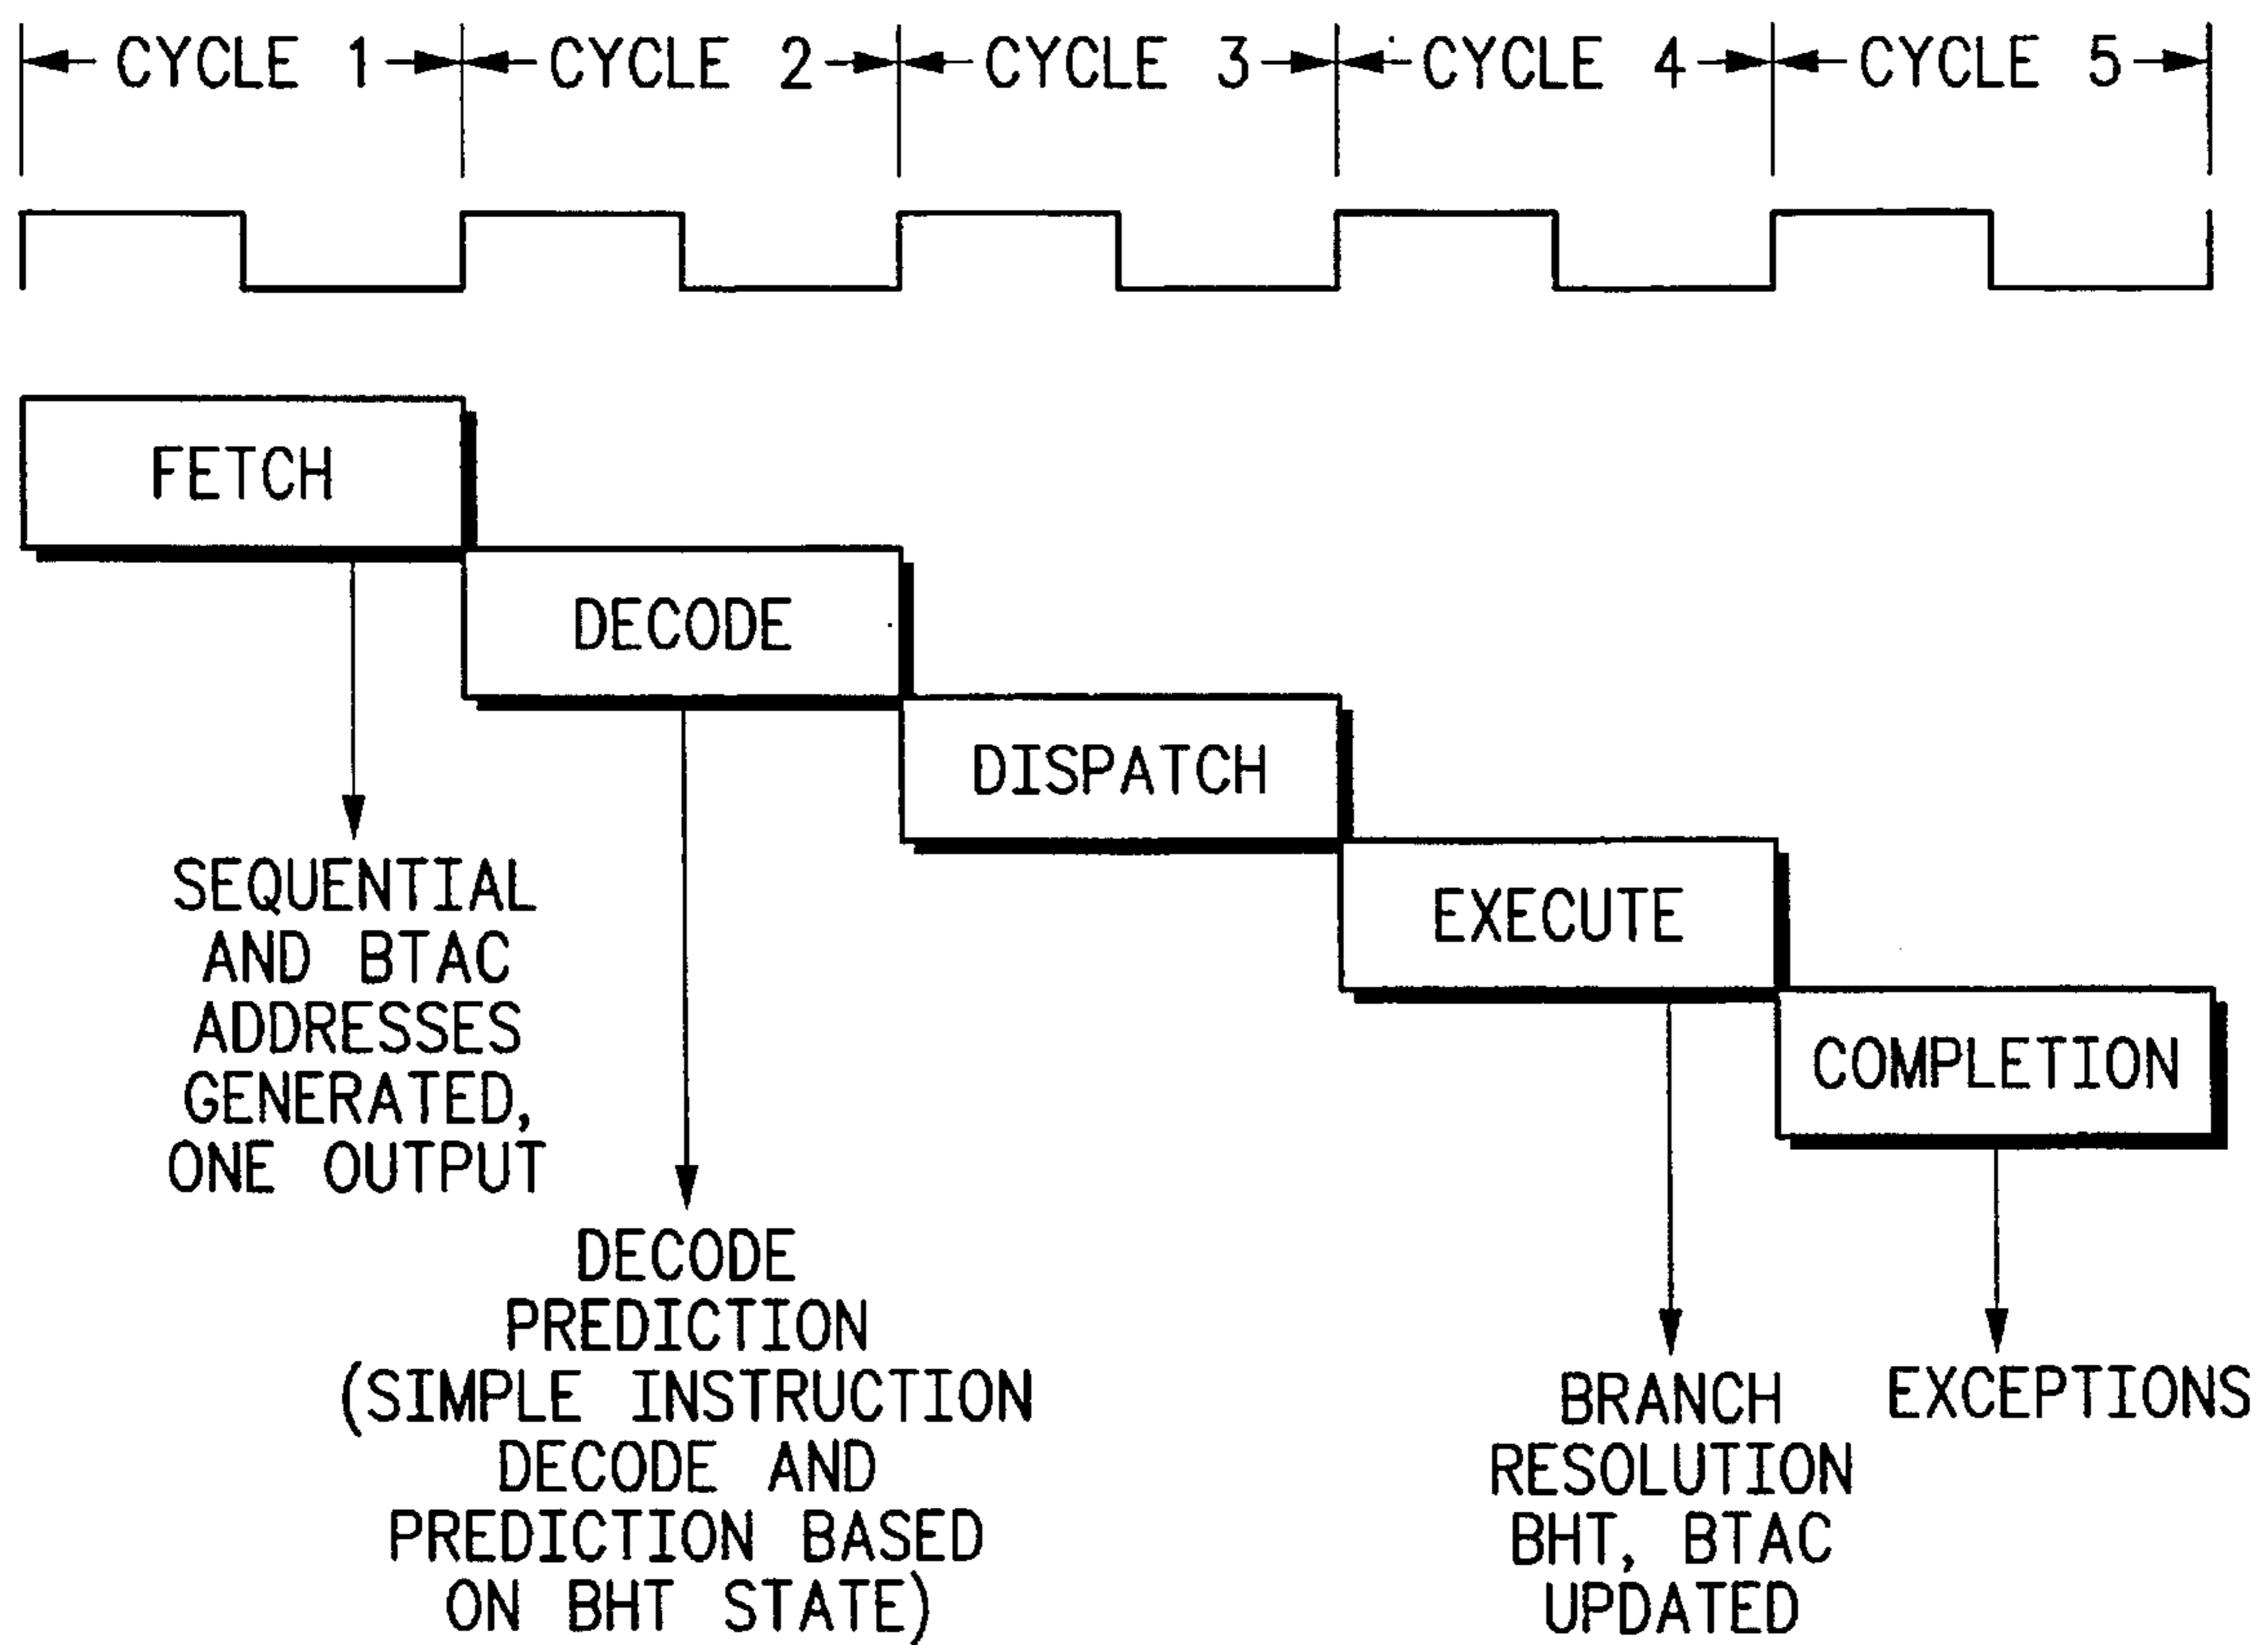 CYCLE 1 CYCLE 2 CYCLE 3 CYCLE 4 CYCLE 5
FETCH
DECODE
DISPATCH
EXECUTE
COMPLETION
SEQUENTIAL
AND BTAC
ADDRESSES
GENERATED,
ONE OUTPUT
DECODE
PREDICTION
(SIMPLE INSTRUCTION
DECODE AND
PREDICTION BASED
ON BHT STATE)
BRANCH
RESOLUTION
BHT, BTAC
UPDATED
EXCEPTIONS